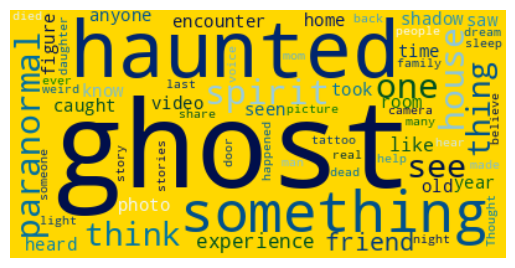 died
anyone
encounter
home
back
shadow
saw
figure
daughter
haunted
people
dream
sleep
mom
time
family
ever
weird
know
last
voice
spirit
one
house
thing
paranormal
caught
video
share
seen
picture
took
room
camera
many
believe
ghost
like
hear
see
someone
story
stories
door
happened
tattoo
real
man
dead
help
old
year
made
light
photo
something
Thought
heard
think
experience
friend
night